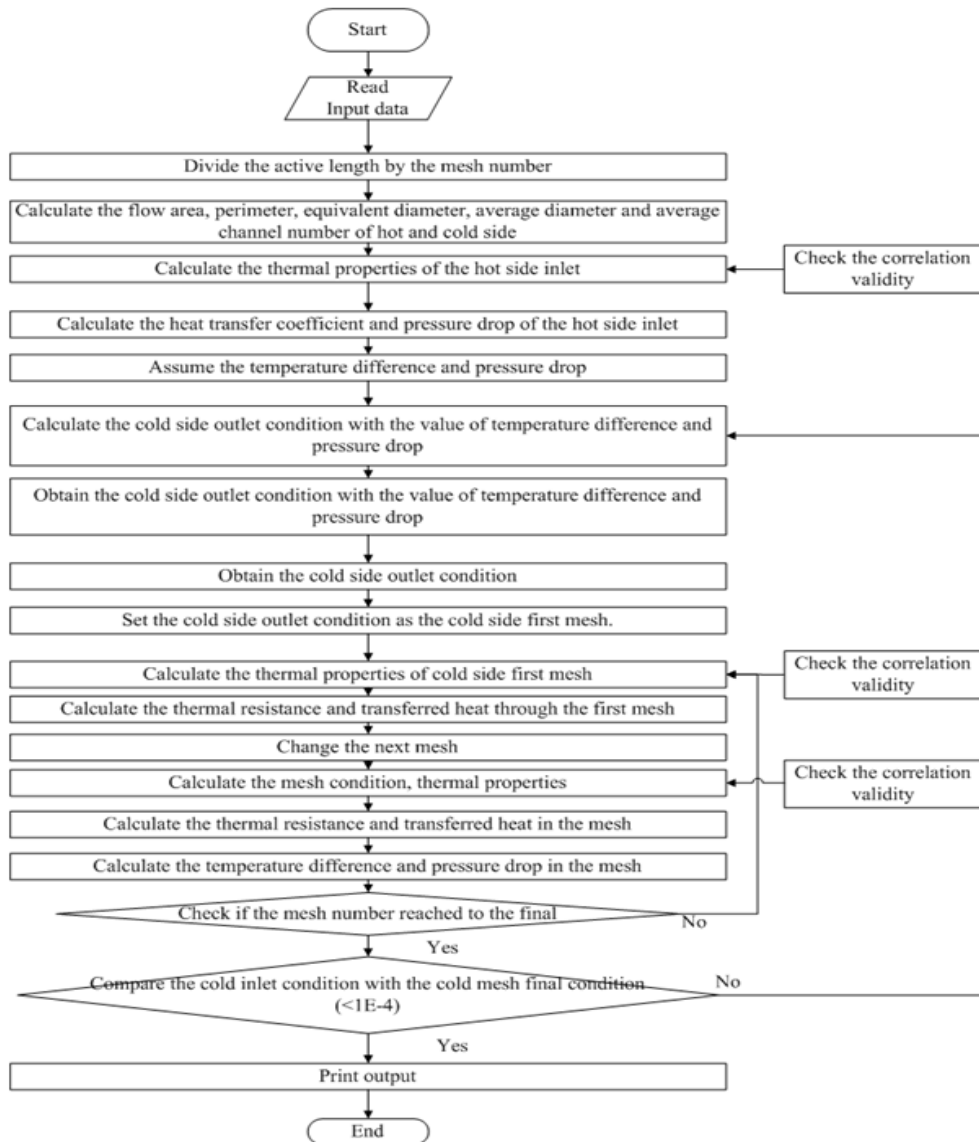 Start
Read
Input data
Divide the active length by the mesh number
Calculate the flow area, perimeter, equivalent diameter, average diameter and average
channel number of hot and cold side
Calculate the thermal properties of the hot side inlet
Check the correlation
validity
Calculate the heat transfer coefficient and pressure drop of the hot side inlet
Assume the temperature difference and pressure drop
Calculate the cold side outlet condition with the value of temperature difference and
pressure drop
Obtain the cold side outlet condition with the value of temperature difference and
pressure drop
Obtain the cold side outlet condition
Set the cold side outlet condition as the cold side first mesh.
Calculate the thermal properties of cold side first mesh
Check the correlation
validity
Calculate the thermal resistance and transferred heat through the first mesh
Change the next mesh
Calculate the mesh condition, thermal properties
Check the correlation
validity
Calculate the thermal resistance and transferred heat in the mesh
Calculate the temperature difference and pressure drop in the mesh
Check if the mesh number reached to the final
No
Yes
Compare the cold inlet condition with the cold mesh final condition
(<1E-4)
No
Yes
Print output
End